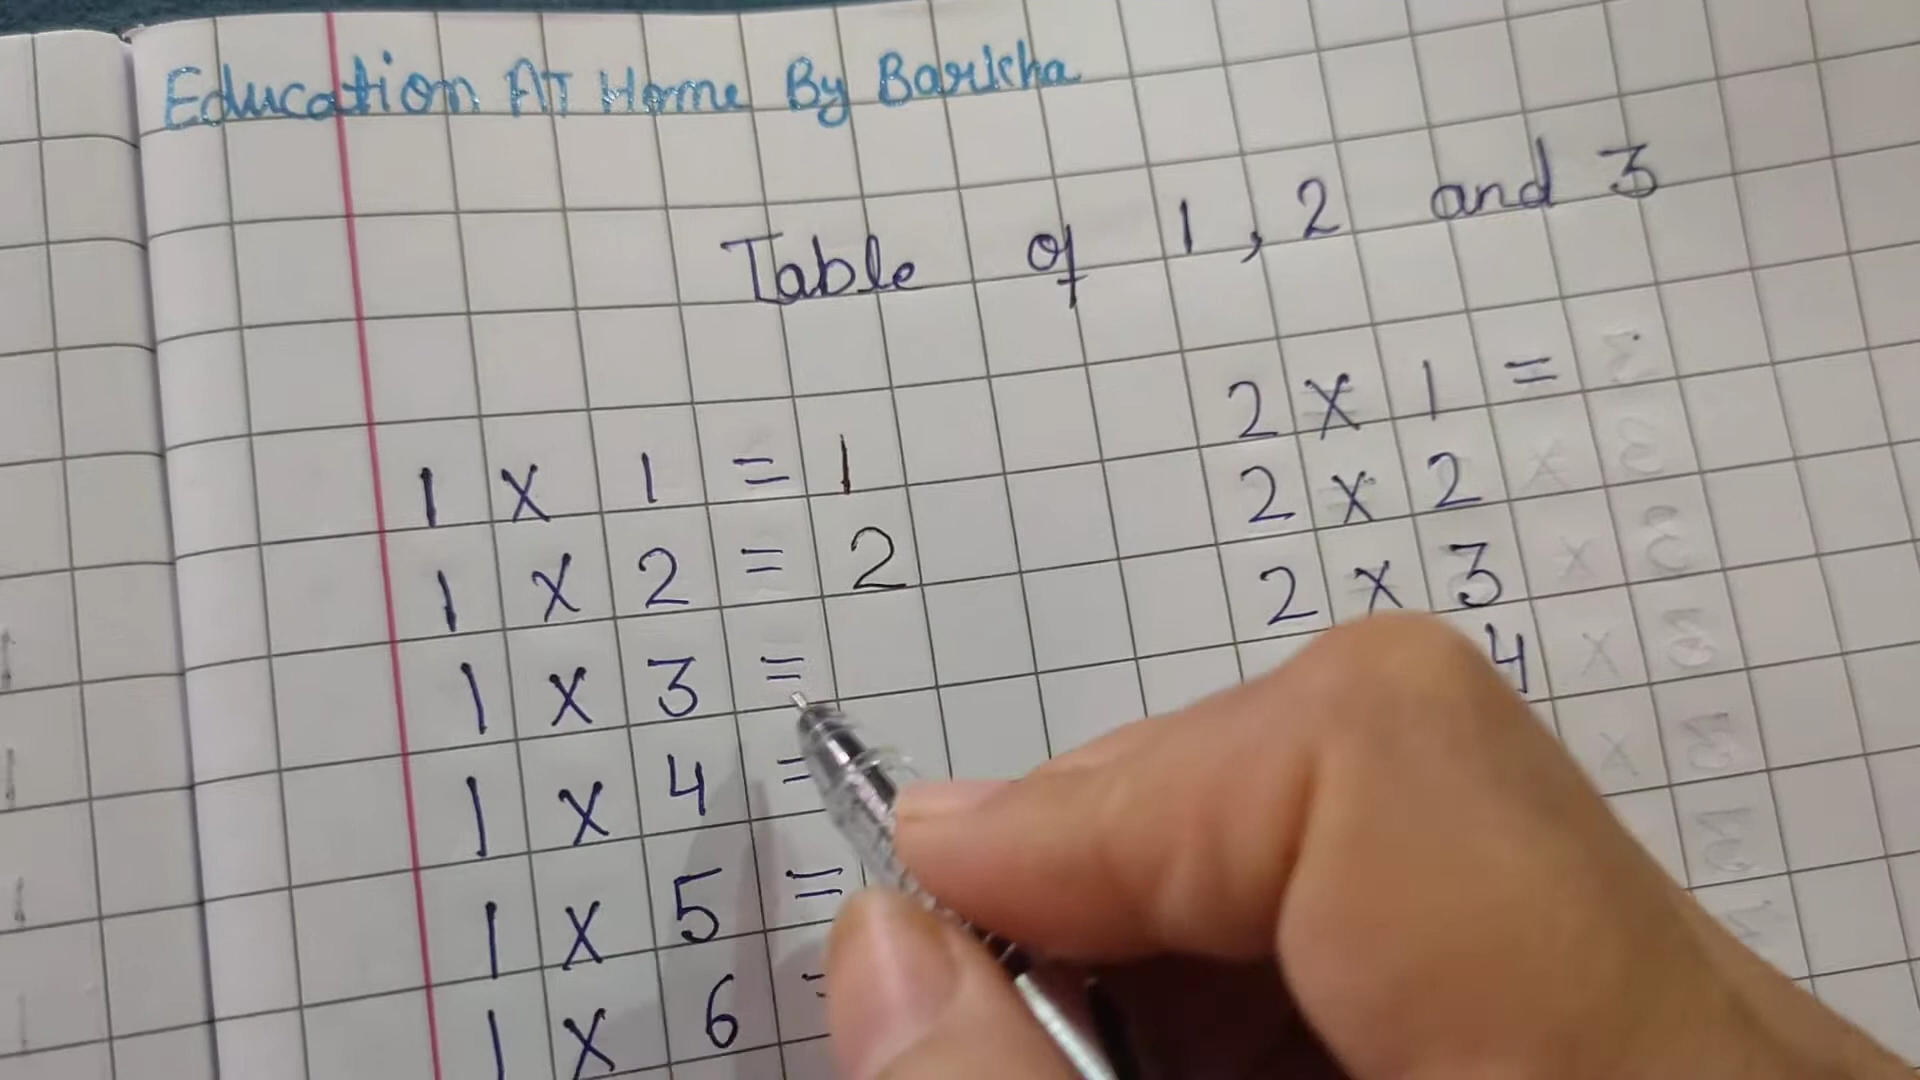 Education AT Home By Barkha
Table of 1, 2 and 3
1 X 1 = 1
1 X 2 = 2
1 X 3 =
1 X 4 =
1 X 5 =
1 X 6 =
2 X 1 =
2 X 2
2 X 3
4